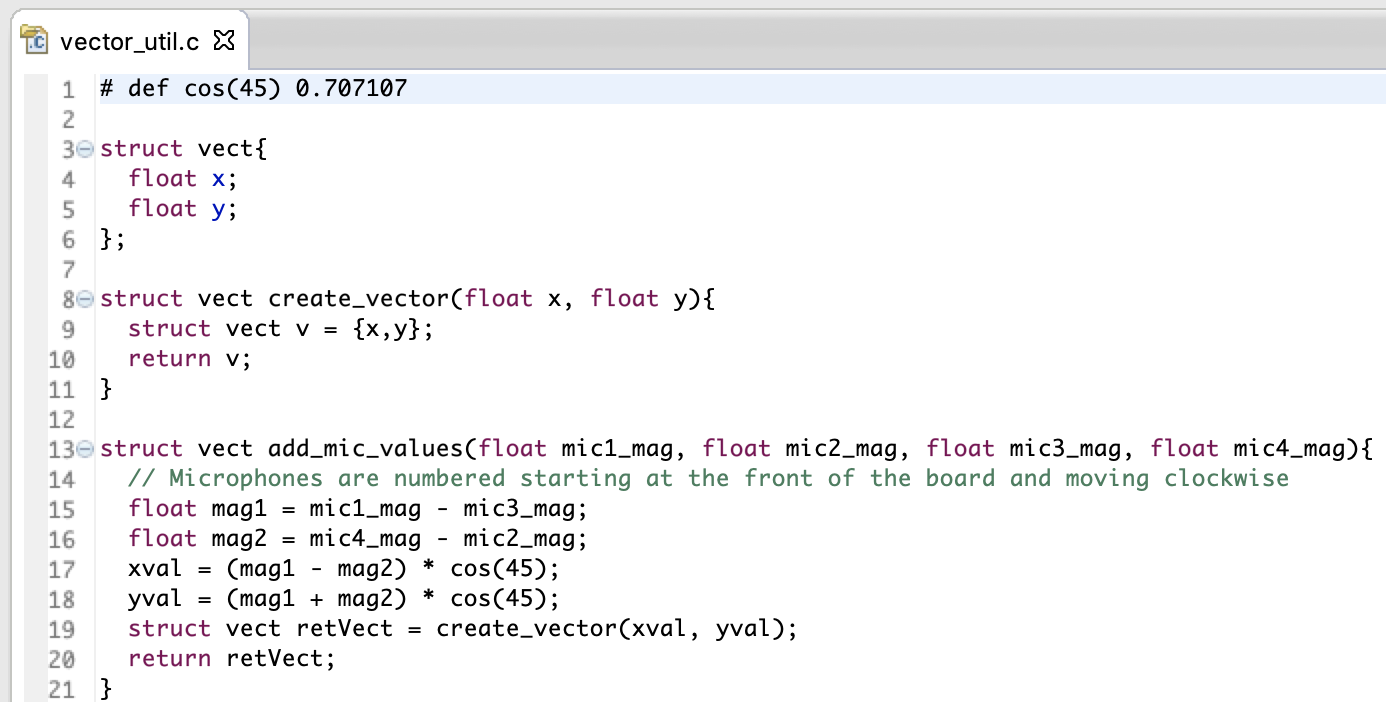 vector_util.c
1 # def cos(45) 0.707107
2
3 struct vect{
4   float x;
5   float y;
6 };
7
8 struct vect create_vector(float x, float y){
9   struct vect v = {x,y};
10   return v;
11 }
12
13 struct vect add_mic_values(float mic1_mag, float mic2_mag, float mic3_mag, float mic4_mag){
14   // Microphones are numbered starting at the front of the board and moving clockwise
15   float mag1 = mic1_mag - mic3_mag;
16   float mag2 = mic4_mag - mic2_mag;
17   xval = (mag1 - mag2) * cos(45);
18   yval = (mag1 + mag2) * cos(45);
19   struct vect retVect = create_vector(xval, yval);
20   return retVect;
21 }